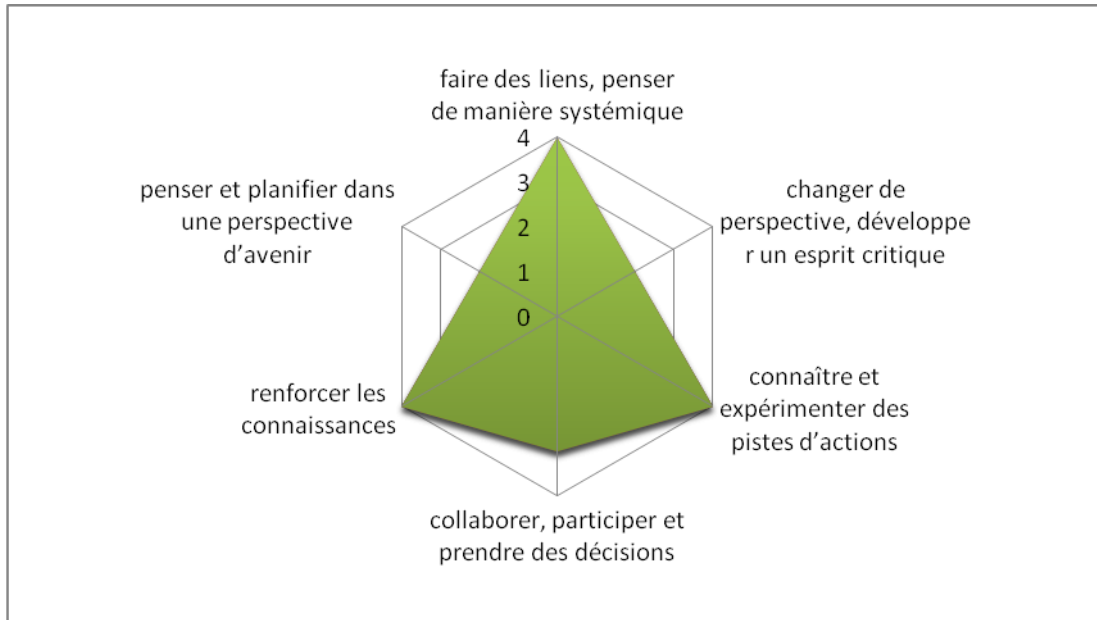 faire des liens, penser
de manière systémique
4
3
2
1
0
changer de
perspective, développe
r un esprit critique
connaître et
expérimenter des
pistes d’actions
collaborer, participer et
prendre des décisions
renforcer les
connaissances
penser et planifier dans
une perspective
d’avenir